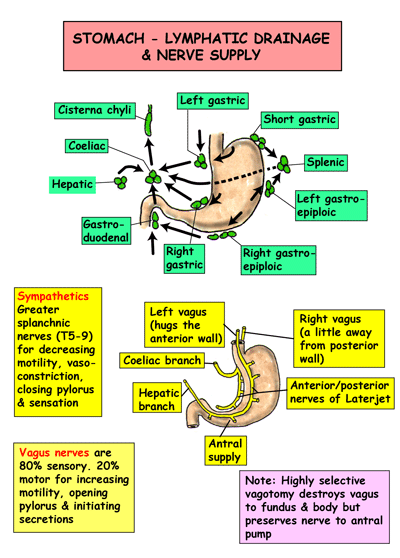 STOMACH - LYMPHATIC DRAINAGE
& NERVE SUPPLY
Left gastric
Cisterna chyli
Short gastric
Coeliac
Splenic
Hepatic
Left gastro-
epiploic
Gastro-
duodenal
Right
gastric
Right gastro-
epiploic
Sympathetics
Greater
splanchnic
nerves (T5-9)
for decreasing
motility, vaso-
constriction,
closing pylorus
& sensation
Left vagus
(hugs the
anterior wall)
Right vagus
(a little away
from posterior
wall)
Coeliac branch
Hepatic
branch
Anterior/posterior
nerves of Laterjet
Antral
supply
Vagus nerves are
80% sensory. 20%
motor for increasing
motility, opening
pylorus & initiating
secretions
Note: Highly selective
vagotomy destroys vagus
to fundus & body but
preserves nerve to antral
pump